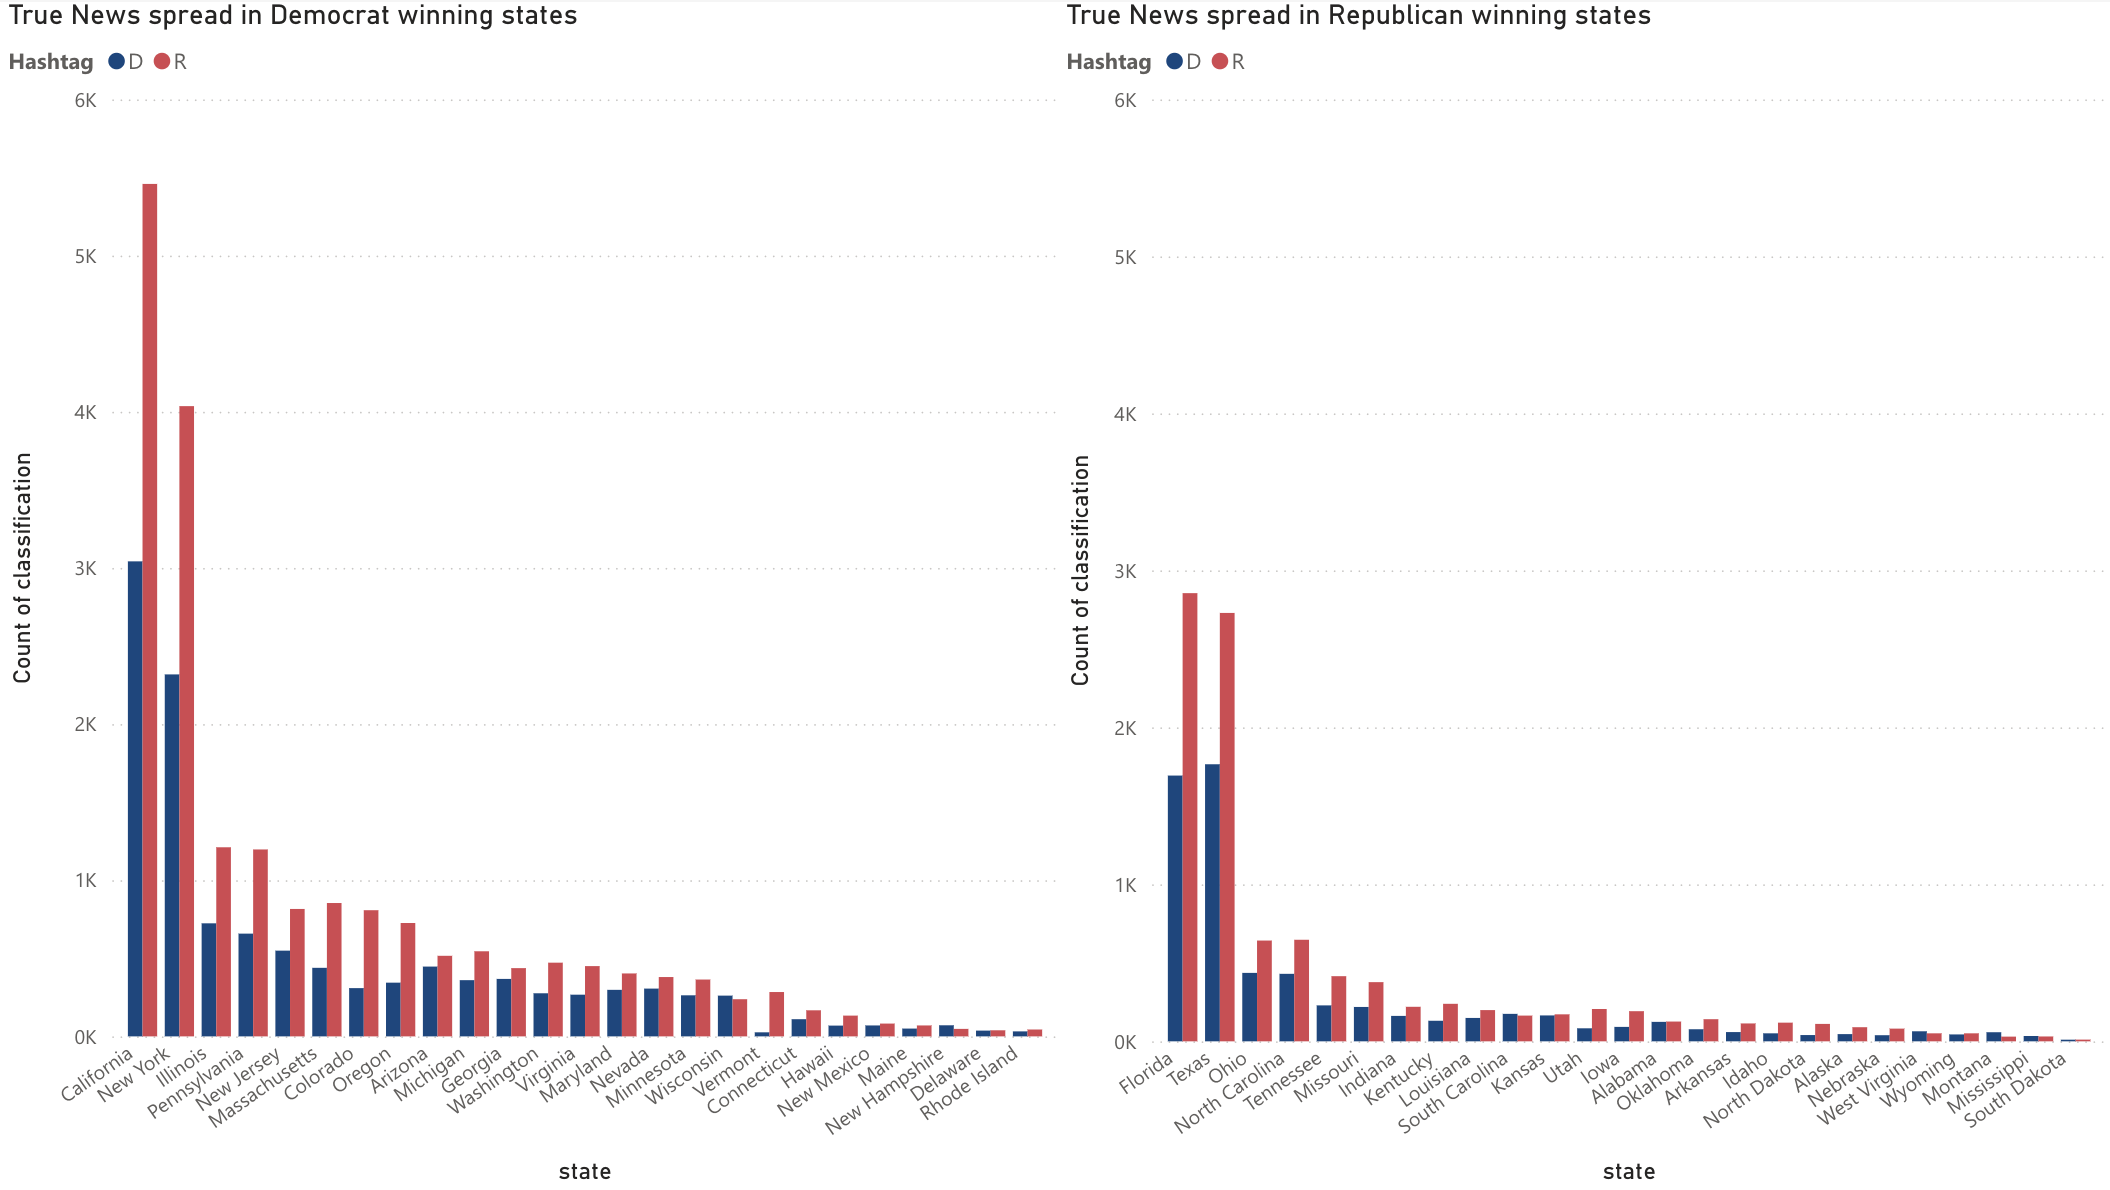 True News spread in Democrat winning states
Hashtag D R
6K
5K
4K
3K
2K
1K
0K
Count of classification
California
New York
Illinois
Pennsylvania
New Jersey
Massachusetts
Colorado
Oregon
Arizona
Michigan
Georgia
Washington
Virginia
Maryland
Nevada
Minnesota
Wisconsin
Vermont
Connecticut
Hawaii
New Mexico
Maine
New Hampshire
Delaware
Rhode Island
state
True News spread in Republican winning states
Hashtag D R
6K
5K
4K
3K
2K
1K
0K
Count of classification
Florida
Texas
Ohio
North Carolina
Tennessee
Missouri
Indiana
Kentucky
Louisiana
South Carolina
Kansas
Utah
Iowa
Alabama
Oklahoma
Arkansas
Idaho
North Dakota
Alaska
Nebraska
West Virginia
Wyoming
Montana
Mississippi
South Dakota
state